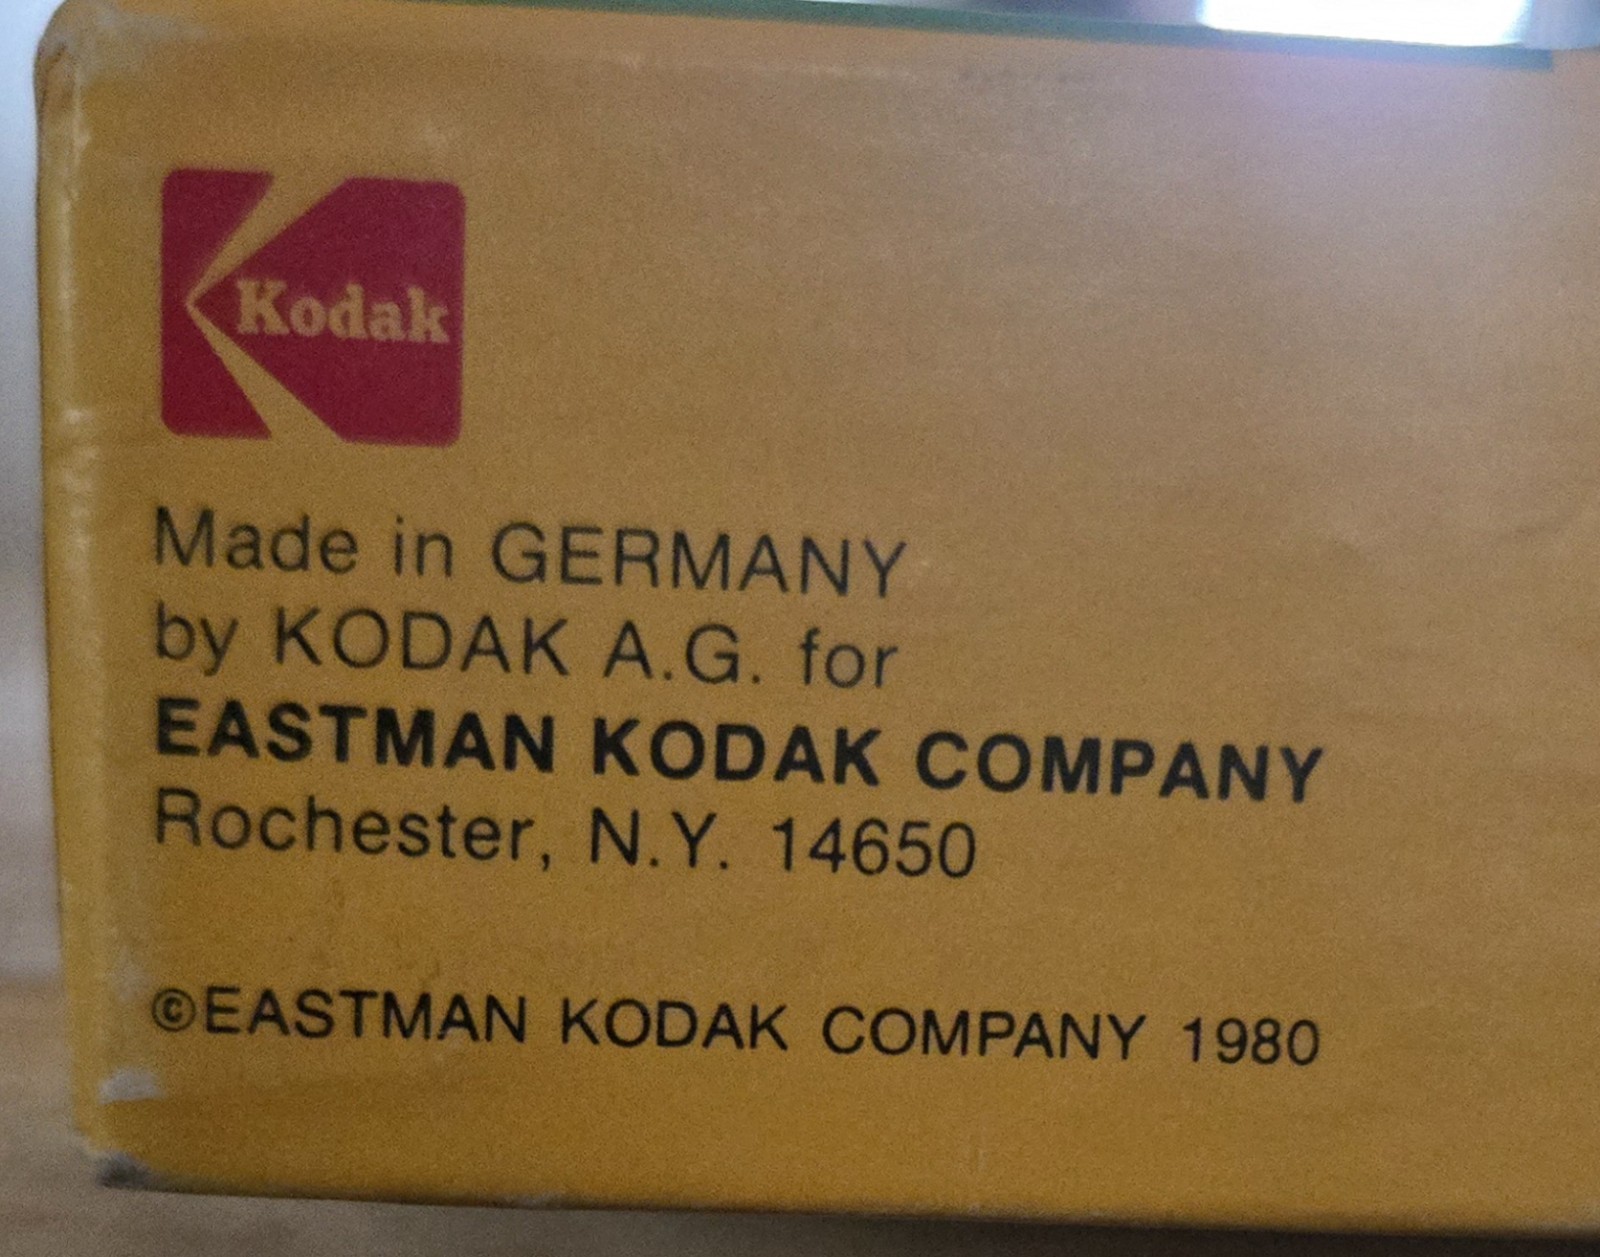 Kodak
Made in GERMANY
by KODAK A.G. for
EASTMAN KODAK COMPANY
Rochester, N.Y. 14650
©EASTMAN KODAK COMPANY 1980